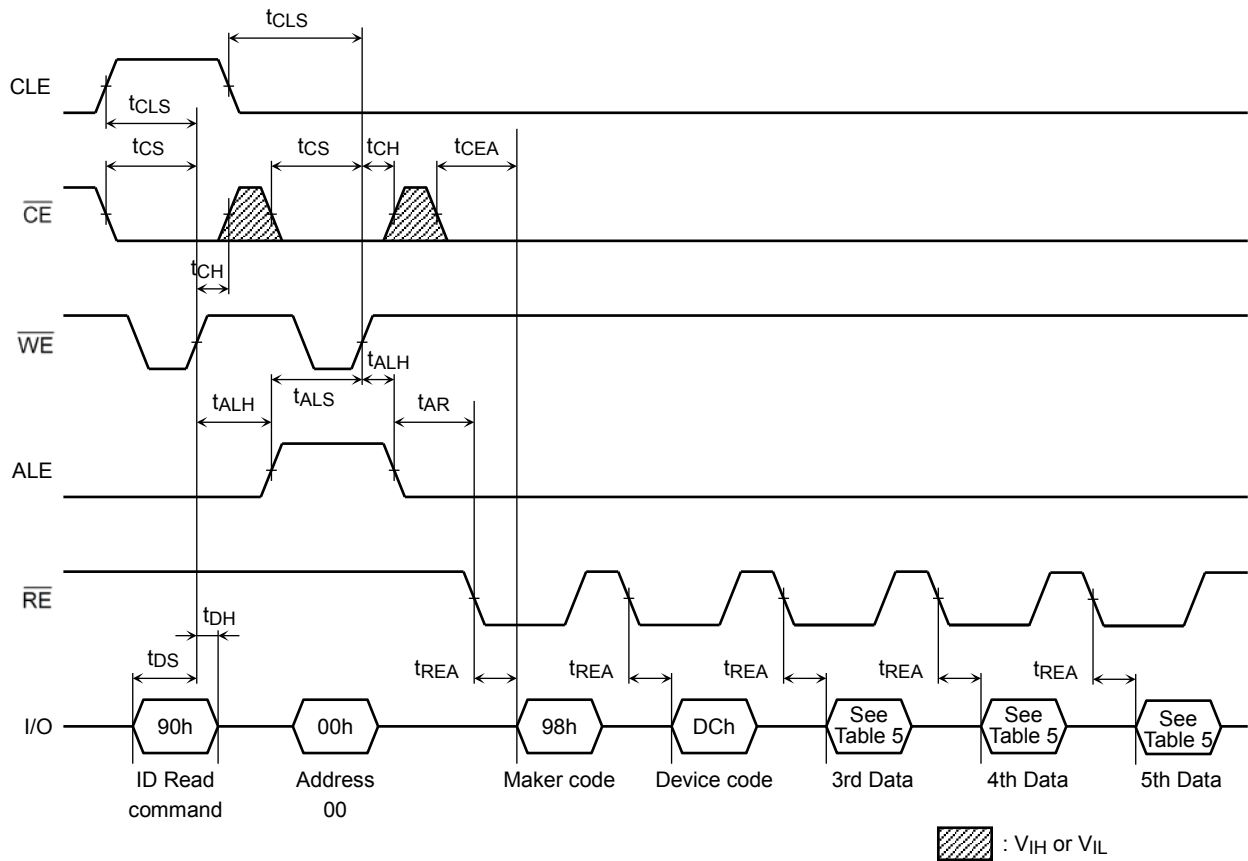 tCLS
CLE
tCLS
tCS tCS tCH tCEA
CE
tCH
WE
tALH
tALH tALS tAR
ALE
RE
tDH
tDS tREA tREA tREA tREA tREA
I/O 90h 00h 98h DCh See Table 5 See Table 5 See Table 5
ID Read Address Maker code Device code 3rd Data 4th Data 5th Data
command 00
: VIH or VIL